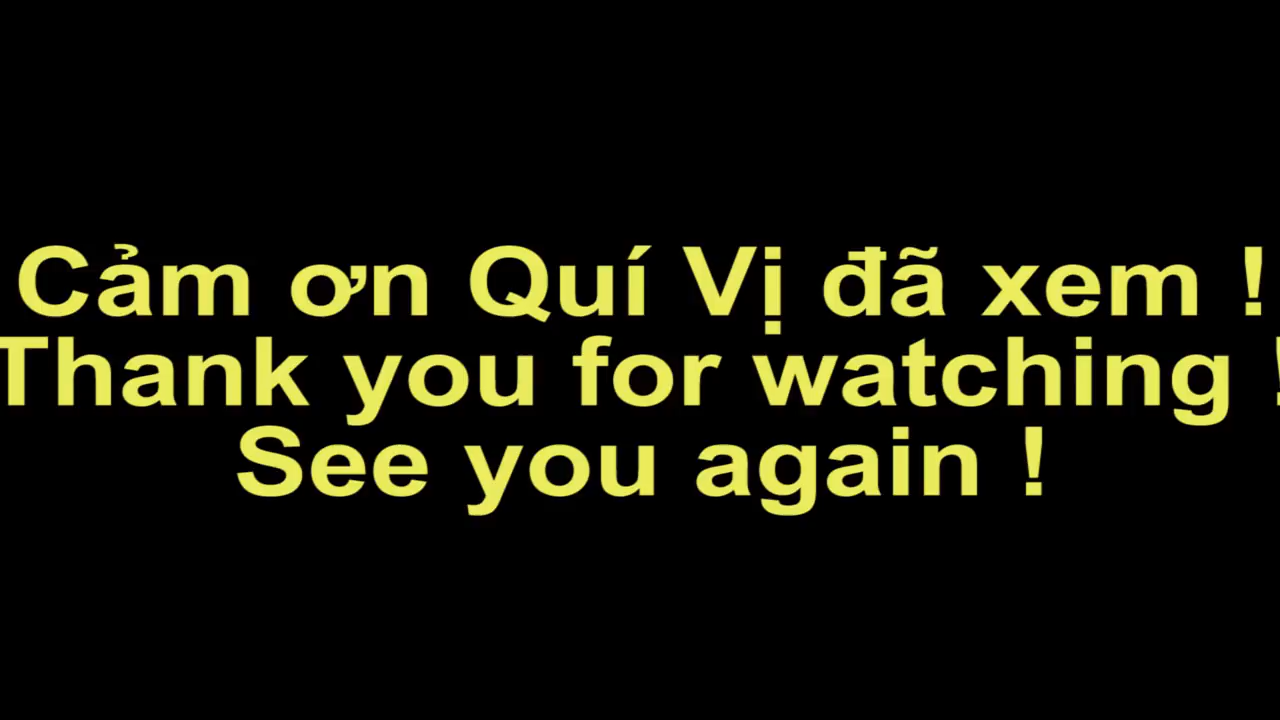 Cảm ơn Quí Vị đã xem !
Thank you for watching !
See you again !